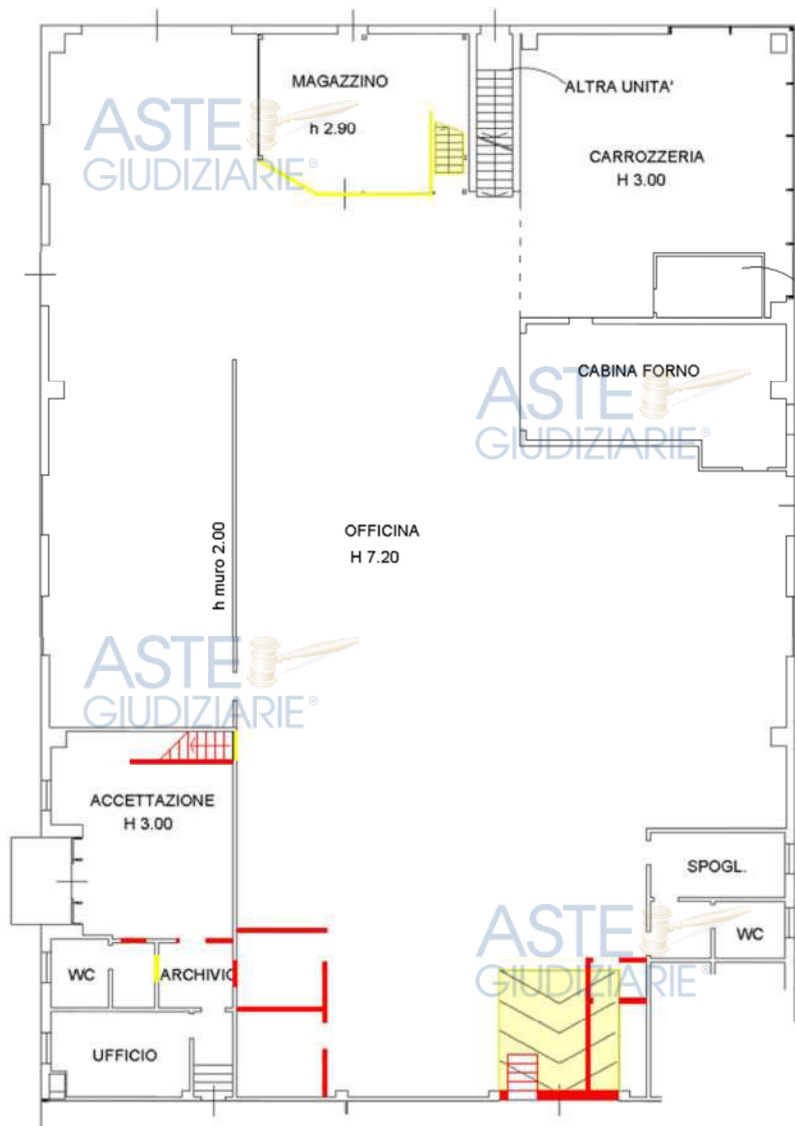 MAGAZZINO
h 2.90
ALTRA UNITA'
CARROZZERIA
H 3.00
ASTE
GIUDIZIARIE®
CABINA FORNO
ASTE
GIUDIZIARIE®
OFFICINA
H 7.20
h muro 2.00
ASTE
GIUDIZIARIE®
ACCETTAZIONE
H 3.00
SPOGL.
WC
ASTE
GIUDIZIARIE®
WC
ARCHIVIO
UFFICIO